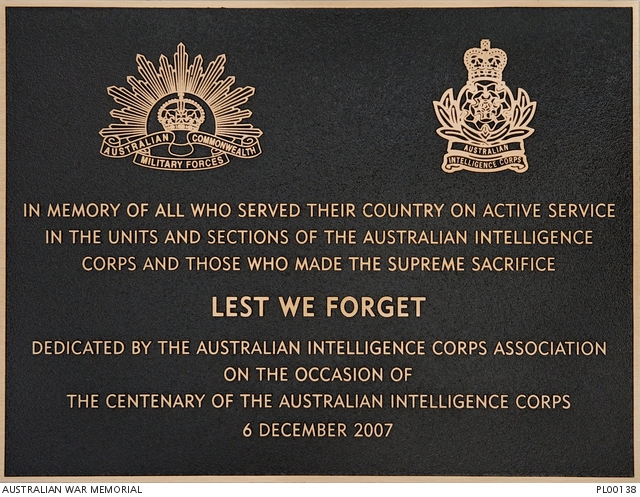 AUSTRALIAN COMMONWEALTH
MILITARY FORCES
AUSTRALIAN
INTELLIGENCE CORPS
IN MEMORY OF ALL WHO SERVED THEIR COUNTRY ON ACTIVE SERVICE
IN THE UNITS AND SECTIONS OF THE AUSTRALIAN INTELLIGENCE
CORPS AND THOSE WHO MADE THE SUPREME SACRIFICE
LEST WE FORGET
DEDICATED BY THE AUSTRALIAN INTELLIGENCE CORPS ASSOCIATION
ON THE OCCASION OF
THE CENTENARY OF THE AUSTRALIAN INTELLIGENCE CORPS
6 DECEMBER 2007
AUSTRALIAN WAR MEMORIAL PL00138